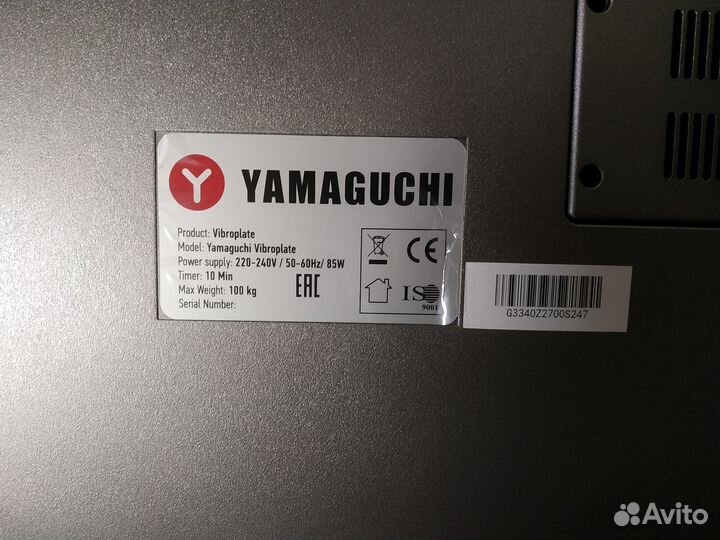 Y YAMAGUCHI
Product: Vibroplate
Model: Yamaguchi Vibroplate
Power supply: 220-240V / 50-60Hz/ 85W
Timer: 10 Min
Max Weight: 100 kg
Serial Number:
EAC
CE
ISO
9001
G3340Z2700S247
Avito